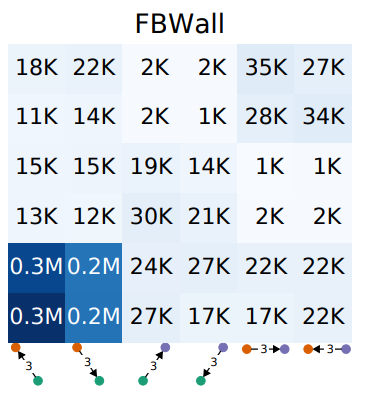 FBWall
18K 22K 2K 2K 35K 27K
11K 14K 2K 1K 28K 34K
15K 15K 19K 14K 1K 1K
13K 12K 30K 21K 2K 2K
0.3M 0.2M 24K 27K 22K 22K
0.3M 0.2M 27K 17K 17K 22K
3 3 3 3 3 3